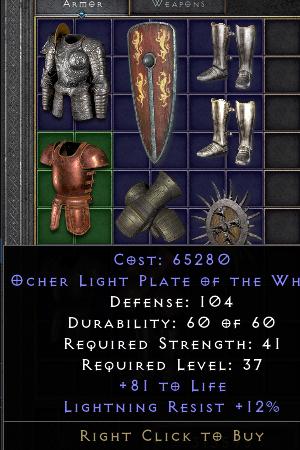 Armor Weapons
Cost: 65280
Ocher Light Plate of the
Defense: 104
Durability: 60 of 60
Required Strength: 41
Required Level: 37
+81 to Life
Lightning Resist +12%
Right Click to Buy